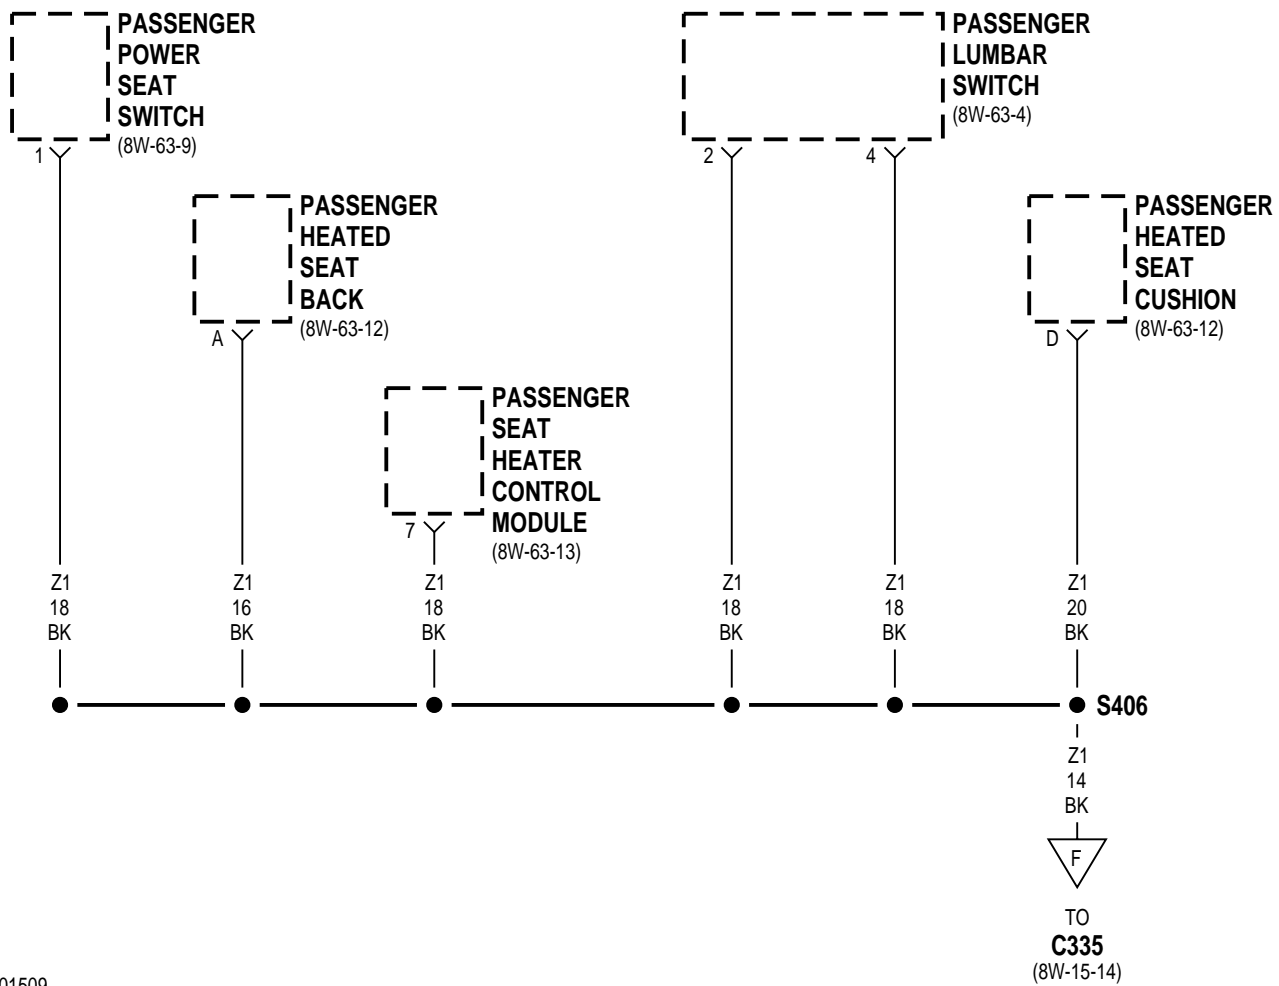 PASSENGER
POWER
SEAT
SWITCH
(8W-63-9)
1
PASSENGER
LUMBAR
SWITCH
(8W-63-4)
2
4
PASSENGER
HEATED
SEAT
BACK
(8W-63-12)
A
PASSENGER
HEATED
SEAT
CUSHION
(8W-63-12)
D
PASSENGER
SEAT
HEATER
CONTROL
MODULE
(8W-63-13)
7
Z1
18
BK
Z1
16
BK
Z1
18
BK
Z1
18
BK
Z1
18
BK
Z1
20
BK
S406
Z1
14
BK
F
TO
C335
(8W-15-14)